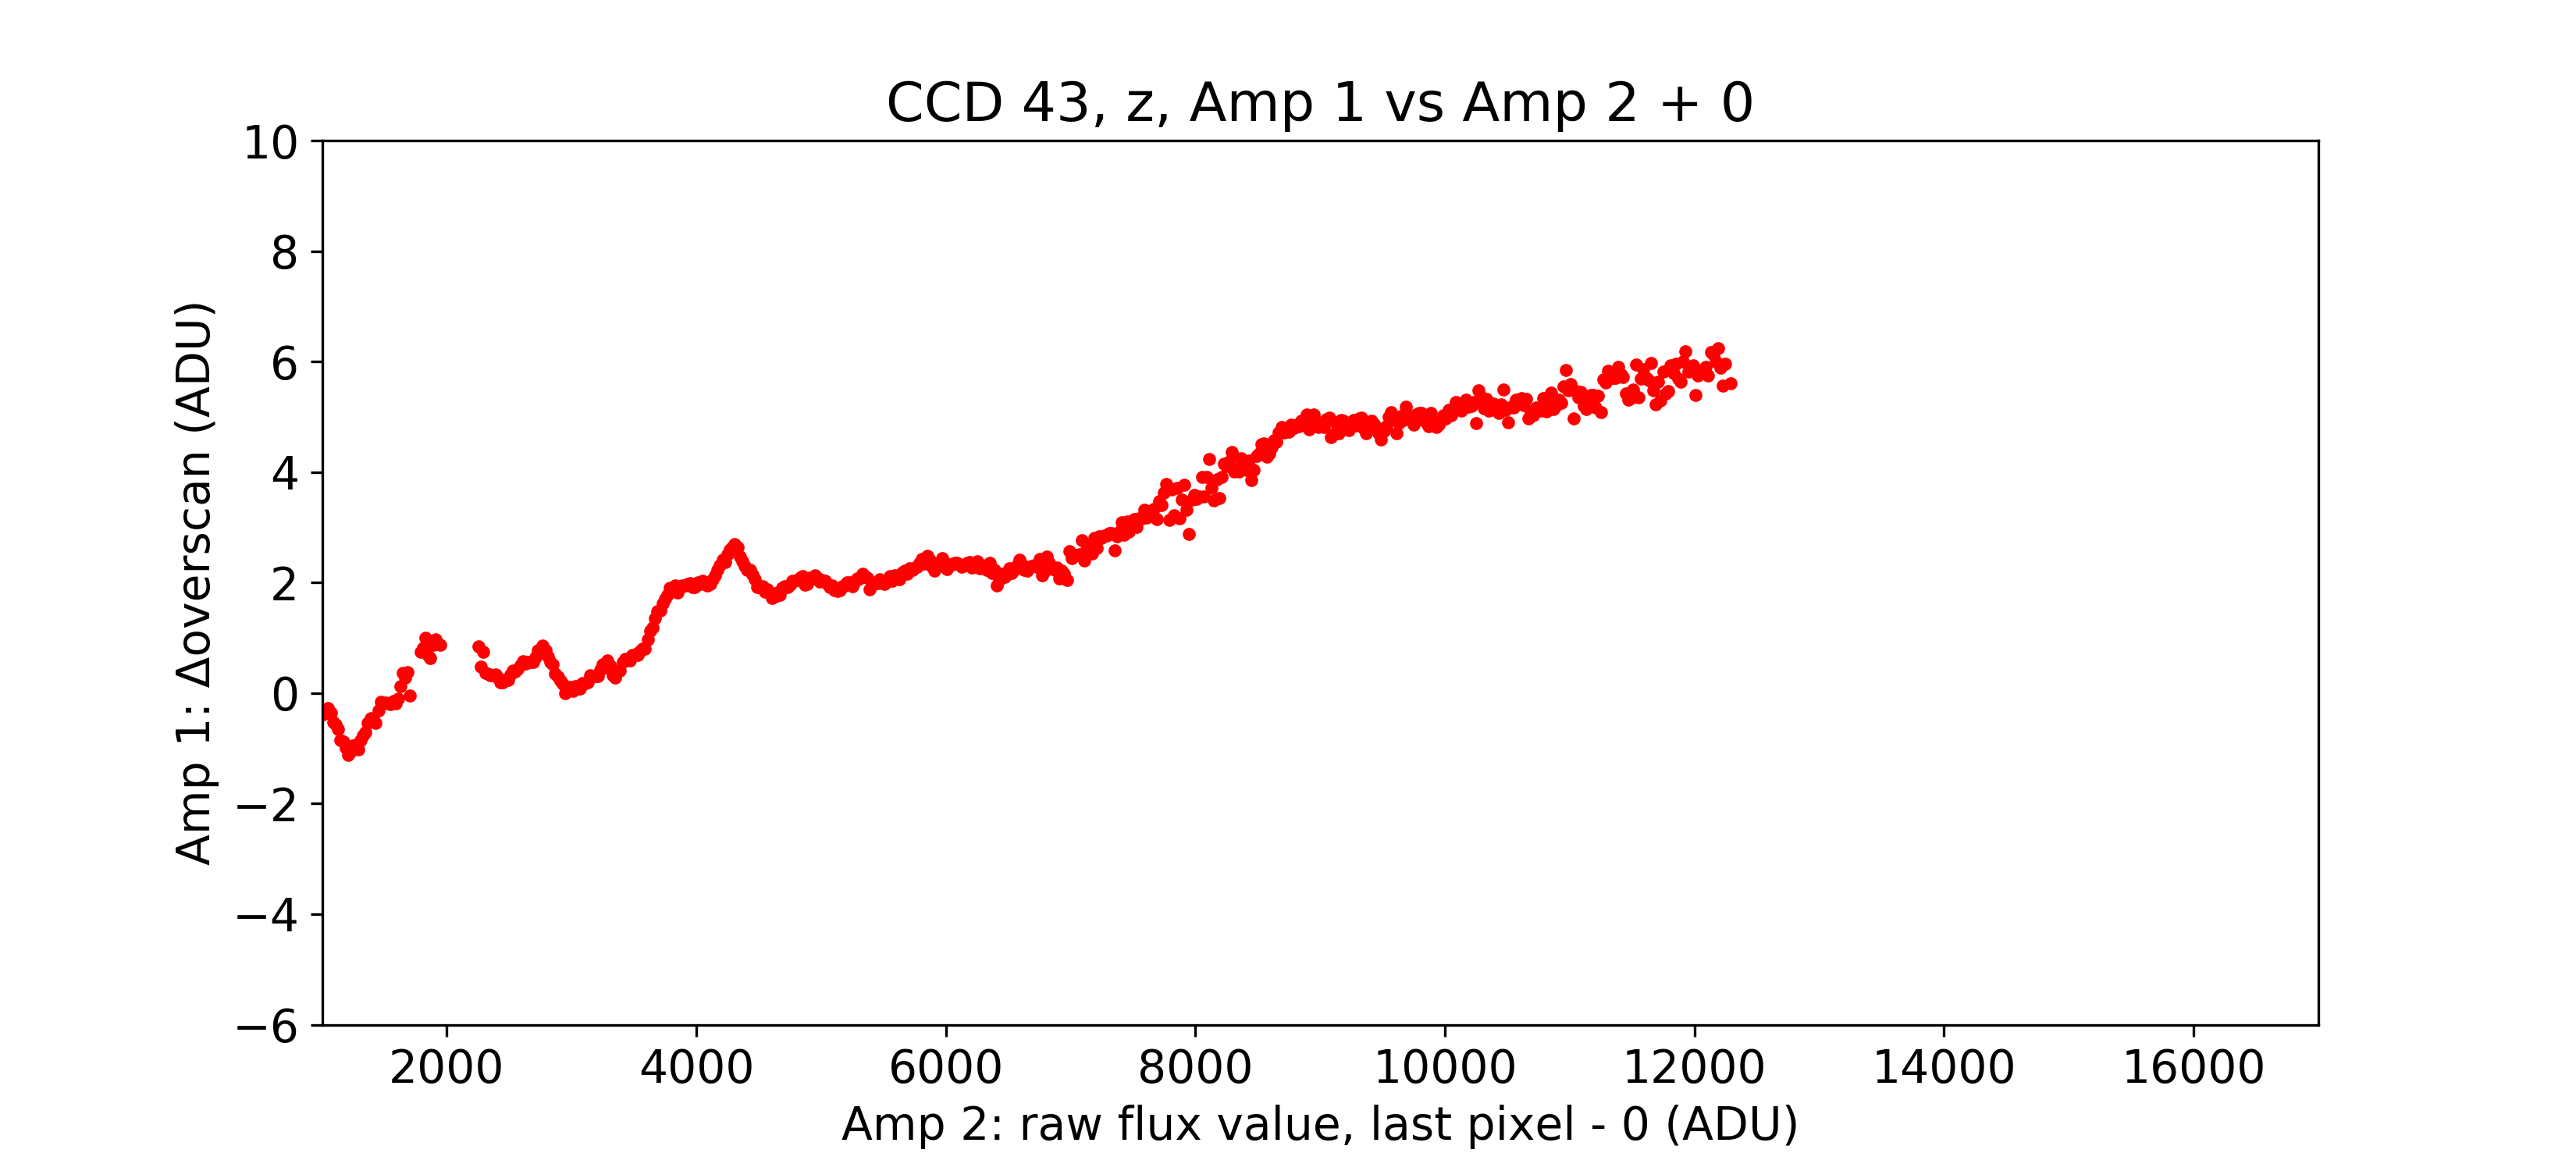 CCD 43, z, Amp 1 vs Amp 2 + 0
10
8
6
4
2
0
−2
−4
−6
Amp 1: Δoverscan (ADU)
2000 4000 6000 8000 10000 12000 14000 16000
Amp 2: raw flux value, last pixel - 0 (ADU)